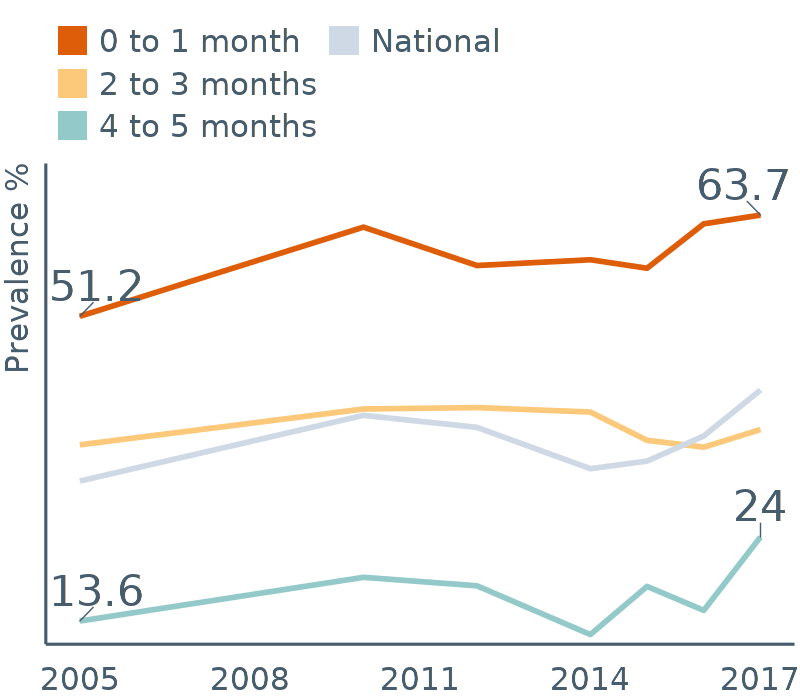 0 to 1 month National
2 to 3 months
4 to 5 months
Prevalence %
63.7
51.2
24
13.6
2005 2008 2011 2014 2017